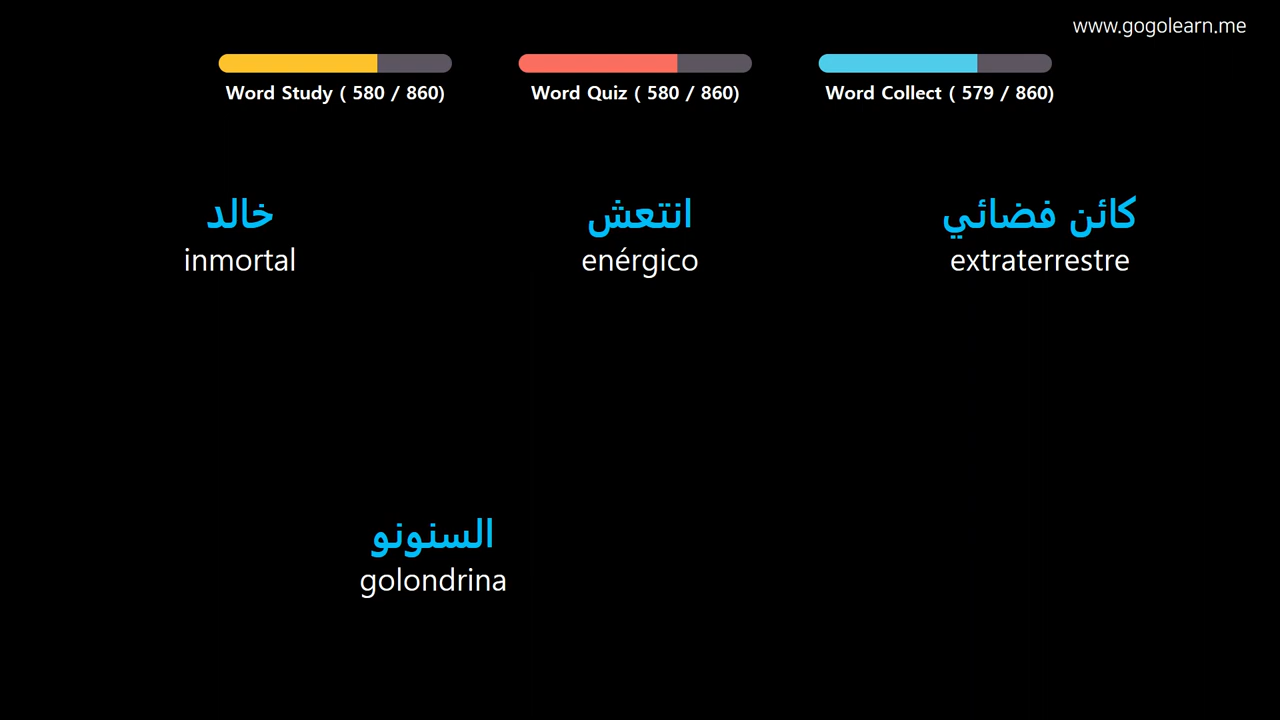 www.gogolearn.me
Word Study ( 580 / 860)
Word Quiz ( 580 / 860)
Word Collect ( 579 / 860)
خالد
inmortal
انتعش
enérgico
كائن فضائي
extraterrestre
السنونو
golondrina